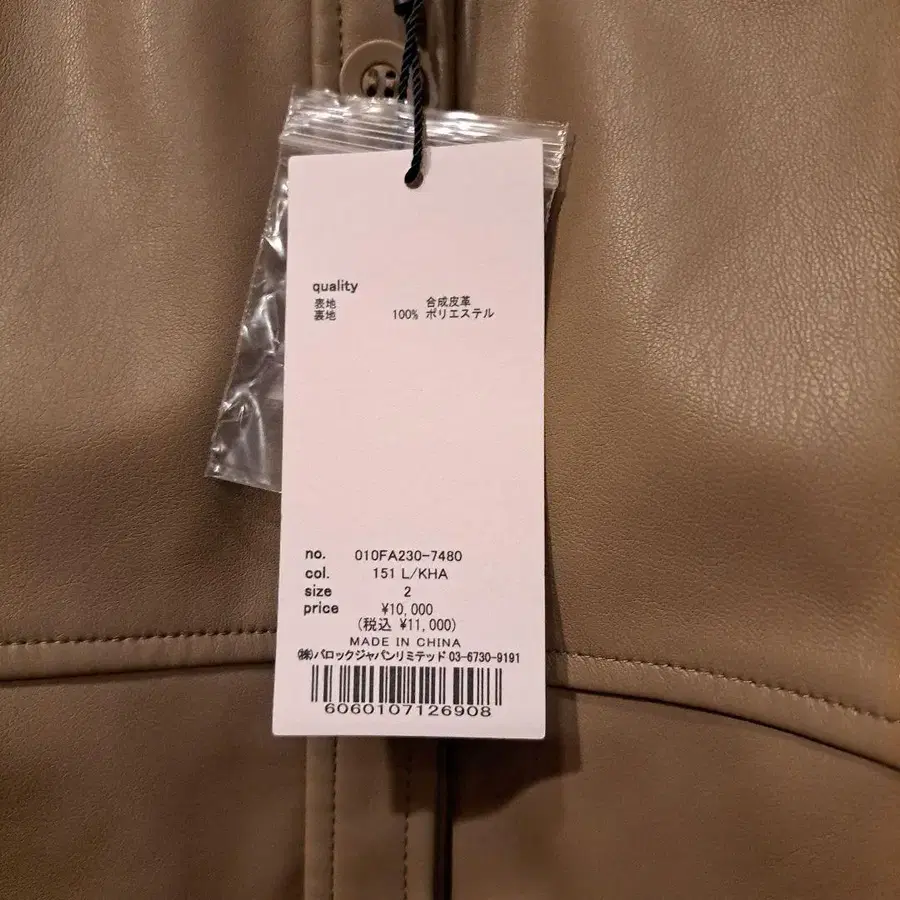 quality
表地 合成皮革
裏地 100% ポリエステル
no. 010FA230-7480
col. 151 L/KHA
size 2
price ¥10,000
(税込 ¥11,000)
MADE IN CHINA
㈱バロックジャパンリミテッド 03-6730-9191
6060107126908